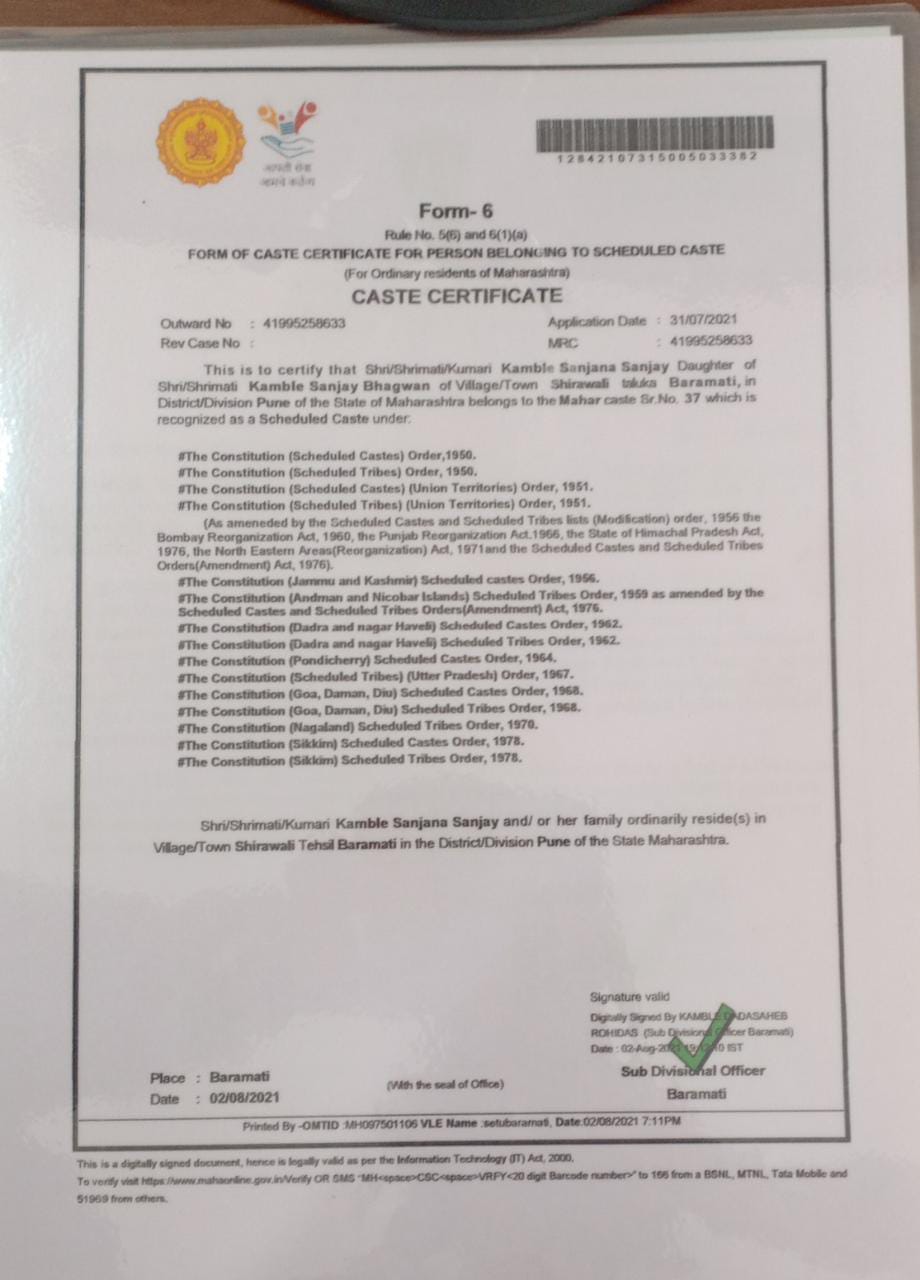 आपली सेवा
आमचे कर्तव्य
12842107315005033382
Form- 6
Rule No. 5(6) and 6(1)(a)
FORM OF CASTE CERTIFICATE FOR PERSON BELONGING TO SCHEDULED CASTE
(For Ordinary residents of Maharashtra)
CASTE CERTIFICATE
Outward No : 41995258633 Application Date : 31/07/2021
Rev Case No : MRC : 41995258633
This is to certify that Shri/Shrimati/Kumari Kamble Sanjana Sanjay Daughter of
Shri/Shrimati Kamble Sanjay Bhagwan of Village/Town Shirawali taluka Baramati, in
District/Division Pune of the State of Maharashtra belongs to the Mahar caste Sr.No. 37 which is
recognized as a Scheduled Caste under:
#The Constitution (Scheduled Castes) Order,1950.
#The Constitution (Scheduled Tribes) Order, 1950.
#The Constitution (Scheduled Castes) (Union Territories) Order, 1951.
#The Constitution (Scheduled Tribes) (Union Territories) Order, 1951.
(As ameneded by the Scheduled Castes and Scheduled Tribes lists (Modification) order, 1956 the
Bombay Reorganization Act, 1960, the Punjab Reorganization Act.1966, the State of Himachal Pradesh Act,
1976, the North Eastern Areas(Reorganization) Act, 1971and the Scheduled Castes and Scheduled Tribes
Orders(Amendment) Act, 1976).
#The Constitution (Jammu and Kashmir) Scheduled castes Order, 1956.
#The Constitution (Andman and Nicobar Islands) Scheduled Tribes Order, 1959 as amended by the
Scheduled Castes and Scheduled Tribes Orders(Amendment) Act, 1976.
#The Constitution (Dadra and nagar Haveli) Scheduled Castes Order, 1962.
#The Constitution (Dadra and nagar Haveli) Scheduled Tribes Order, 1962.
#The Constitution (Pondicherry) Scheduled Castes Order, 1964.
#The Constitution (Scheduled Tribes) (Utter Pradesh) Order, 1967.
#The Constitution (Goa, Daman, Diu) Scheduled Castes Order, 1968.
#The Constitution (Goa, Daman, Diu) Scheduled Tribes Order, 1968.
#The Constitution (Nagaland) Scheduled Tribes Order, 1970.
#The Constitution (Sikkim) Scheduled Castes Order, 1978.
#The Constitution (Sikkim) Scheduled Tribes Order, 1978.
Shri/Shrimati/Kumari Kamble Sanjana Sanjay and/ or her family ordinarily reside(s) in
Village/Town Shirawali Tehsil Baramati in the District/Division Pune of the State Maharashtra.
Signature valid
Digitally Signed By KAMBLE DADASAHEB
ROHIDAS (Sub Divisional Officer Baramati)
Date : 02-Aug-2021 IST
Sub Divisional Officer
Baramati
Place : Baramati
Date : 02/08/2021
(With the seal of Office)
Printed By -OMTID :MH097501106 VLE Name :setubaramati, Date:02/08/2021 7:11PM
This is a digitally signed document, hence is legally valid as per the Information Technology (IT) Act, 2000.
To verify visit https://www.mahaonline.gov.in/Verify OR SMS "MH<space>CSC<space>VRFY<20 digit Barcode number>" to 166 from a BSNL, MTNL, Tata Mobile and
51969 from others.